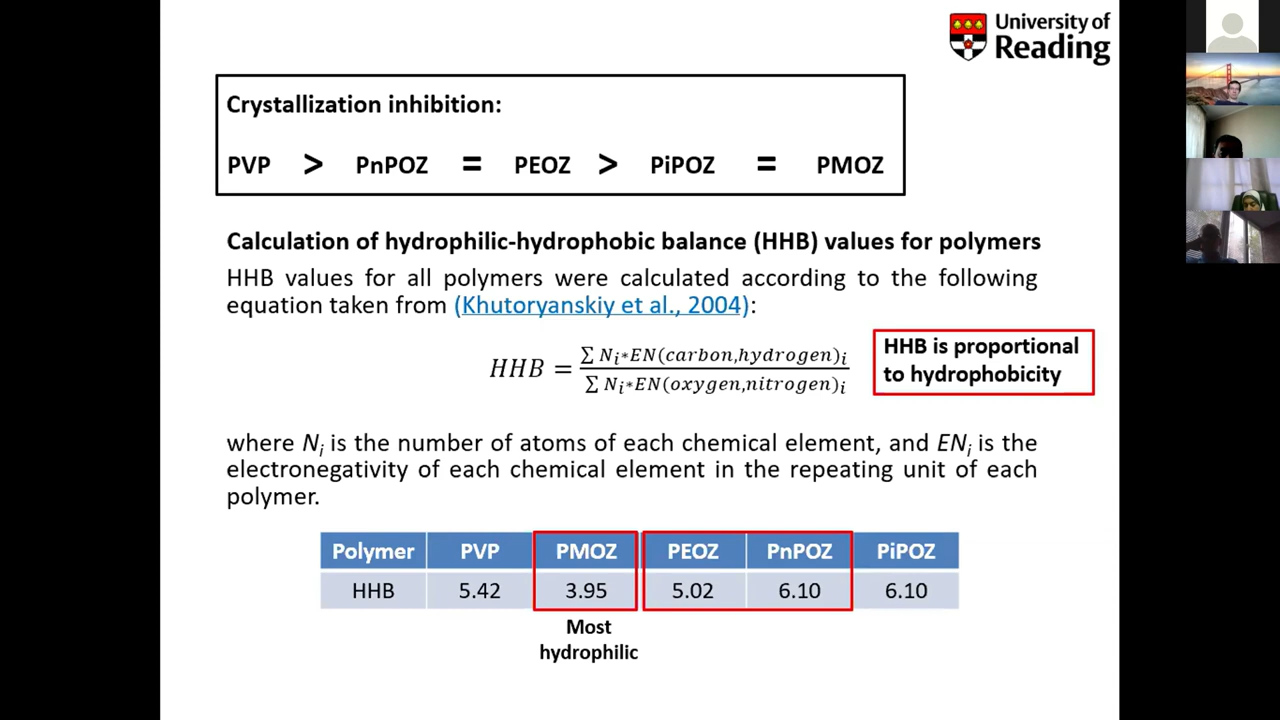 University of
Reading
Crystallization inhibition:
PVP > PnPOZ = PEOZ > PiPOZ = PMOZ
Calculation of hydrophilic-hydrophobic balance (HHB) values for polymers
HHB values for all polymers were calculated according to the following
equation taken from (Khutoryanskiy et al., 2004):
HHB = ∑ Nᵢ*EN(carbon,hydrogen)ᵢ / ∑ Nᵢ*EN(oxygen,nitrogen)ᵢ
HHB is proportional
to hydrophobicity
where Nᵢ is the number of atoms of each chemical element, and ENᵢ is the
electronegativity of each chemical element in the repeating unit of each
polymer.
Polymer PVP PMOZ PEOZ PnPOZ PiPOZ
HHB 5.42 3.95 5.02 6.10 6.10
Most
hydrophilic